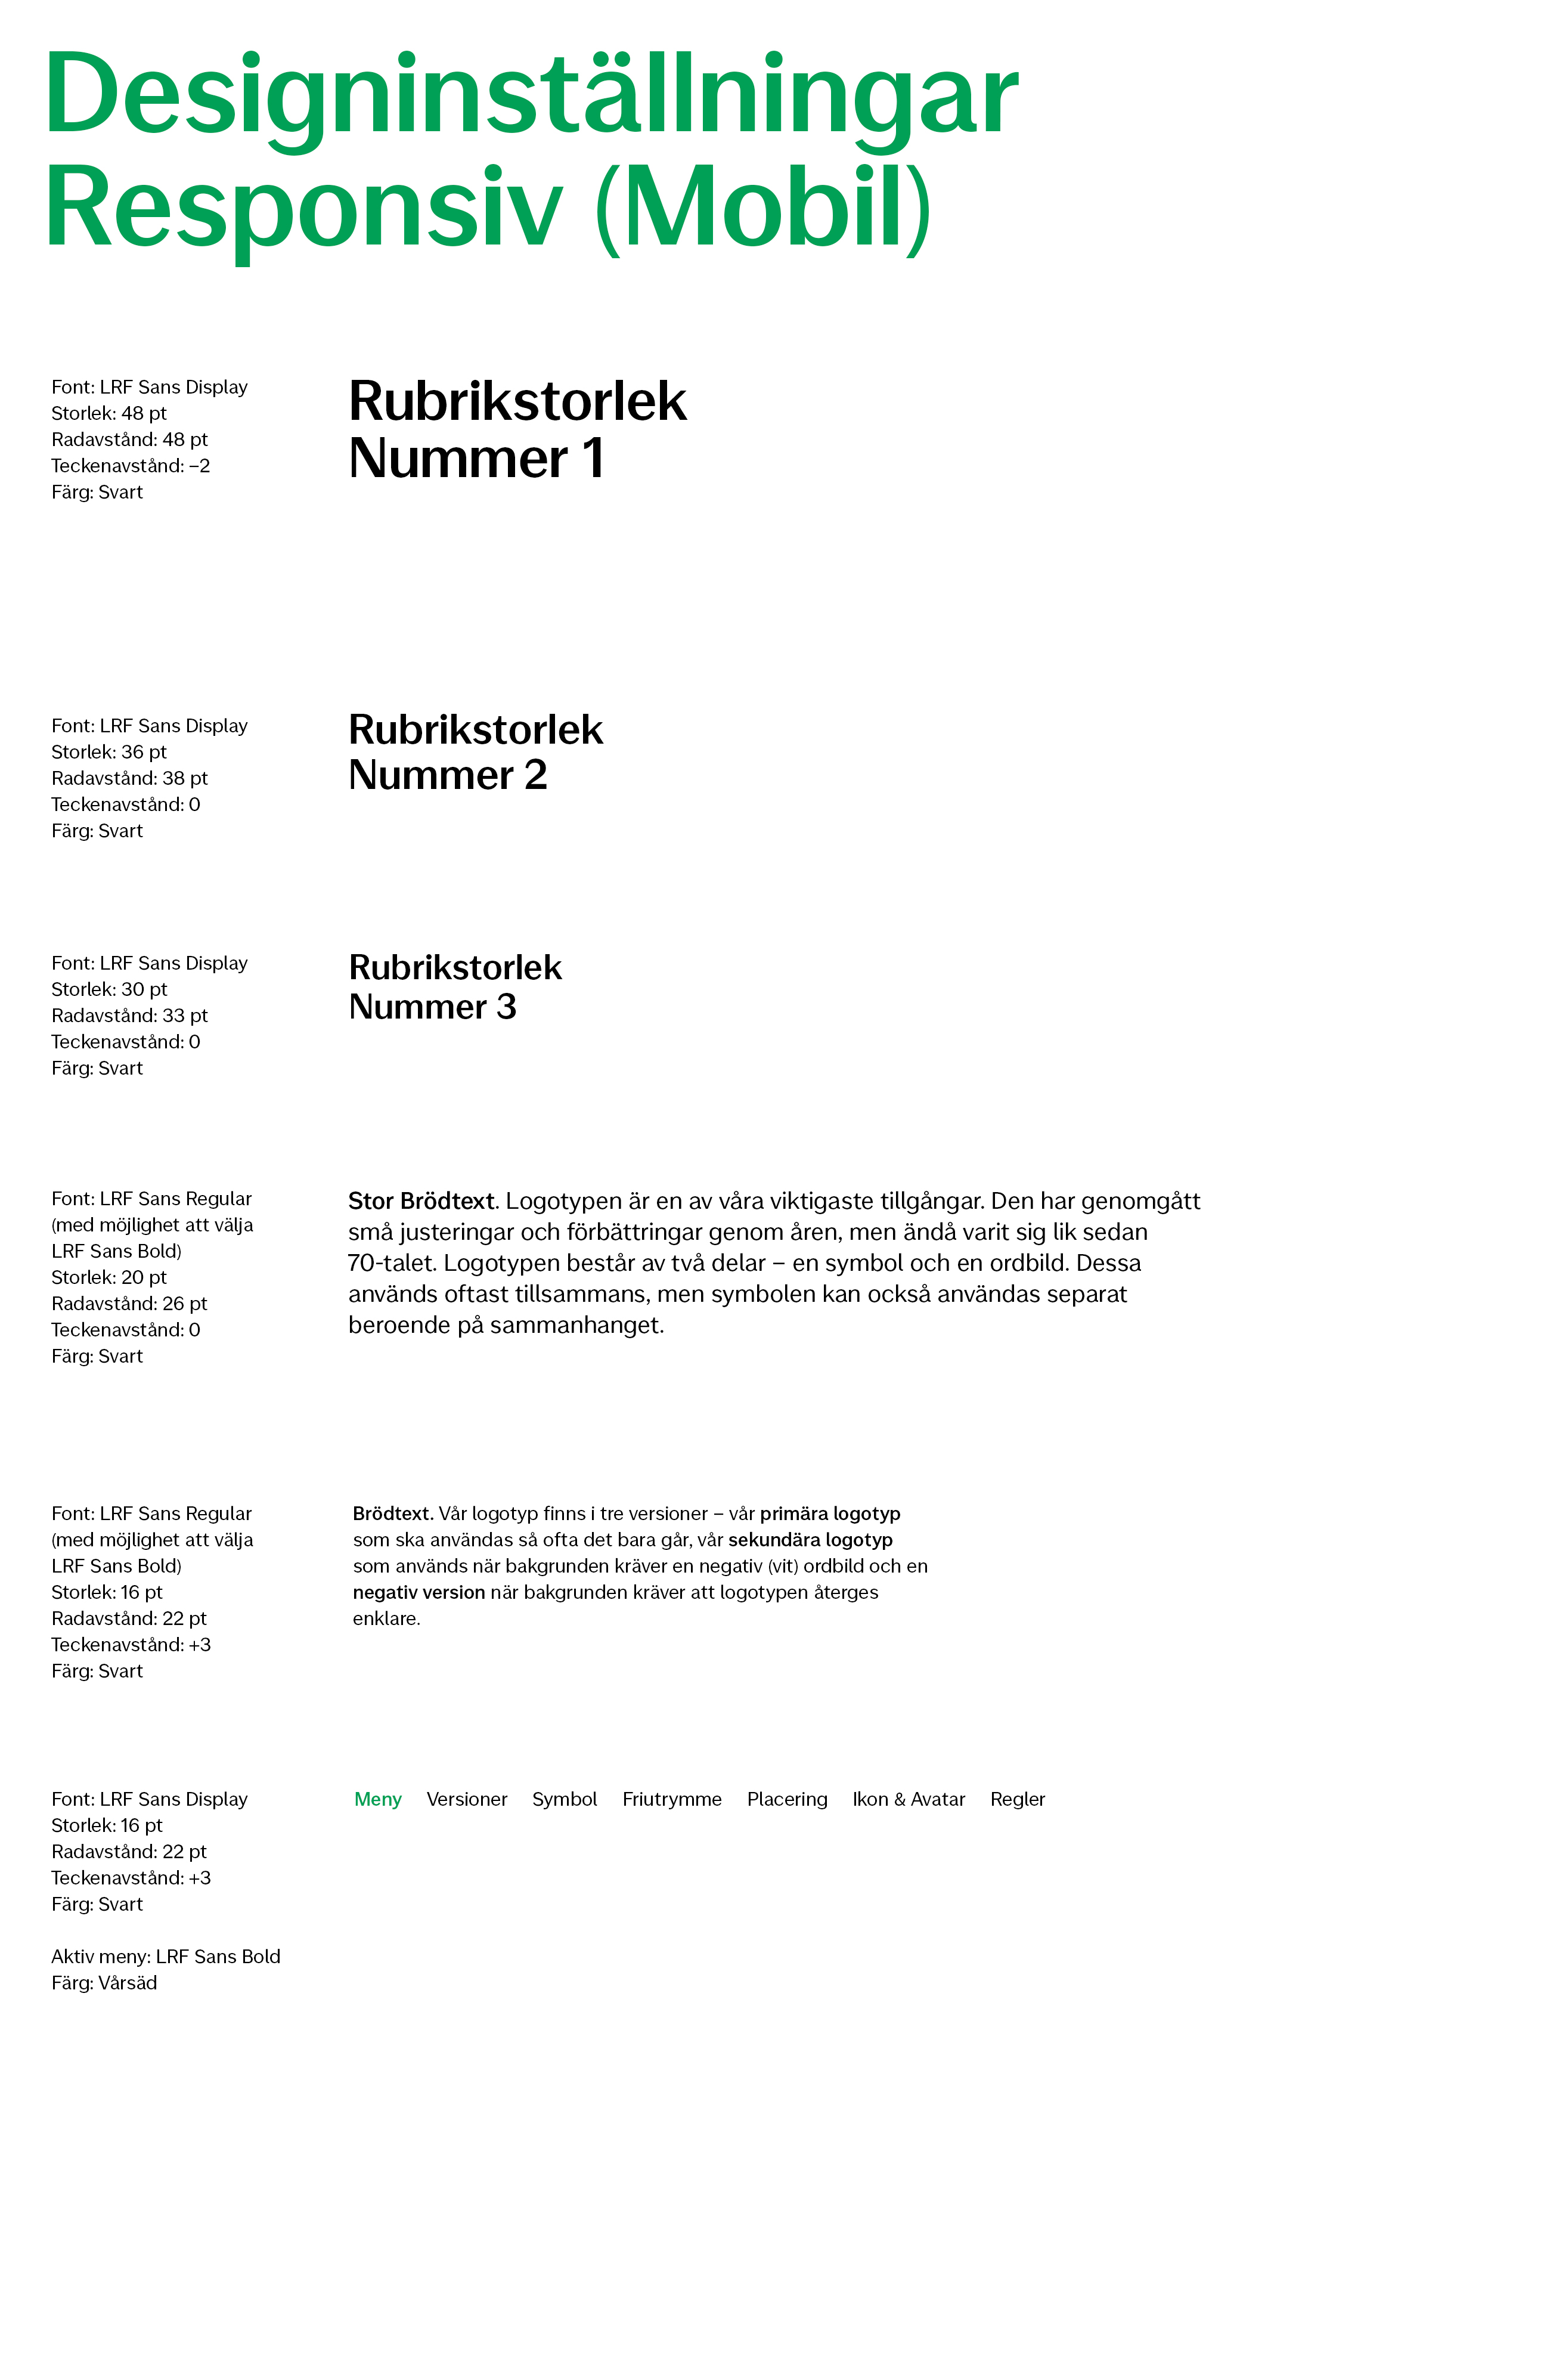 Designinställningar
Responsiv (Mobil)
Font: LRF Sans Display
Storlek: 48 pt
Radavstånd: 48 pt
Teckenavstånd: –2
Färg: Svart
Rubrikstorlek
Nummer 1
Font: LRF Sans Display
Storlek: 36 pt
Radavstånd: 38 pt
Teckenavstånd: 0
Färg: Svart
Rubrikstorlek
Nummer 2
Font: LRF Sans Display
Storlek: 30 pt
Radavstånd: 33 pt
Teckenavstånd: 0
Färg: Svart
Rubrikstorlek
Nummer 3
Font: LRF Sans Regular
(med möjlighet att välja
LRF Sans Bold)
Storlek: 20 pt
Radavstånd: 26 pt
Teckenavstånd: 0
Färg: Svart
Stor Brödtext. Logotypen är en av våra viktigaste tillgångar. Den har genomgått
små justeringar och förbättringar genom åren, men ändå varit sig lik sedan
70-talet. Logotypen består av två delar – en symbol och en ordbild. Dessa
används oftast tillsammans, men symbolen kan också användas separat
beroende på sammanhanget.
Font: LRF Sans Regular
(med möjlighet att välja
LRF Sans Bold)
Storlek: 16 pt
Radavstånd: 22 pt
Teckenavstånd: +3
Färg: Svart
Brödtext. Vår logotyp finns i tre versioner – vår primära logotyp
som ska användas så ofta det bara går, vår sekundära logotyp
som används när bakgrunden kräver en negativ (vit) ordbild och en
negativ version när bakgrunden kräver att logotypen återges
enklare.
Font: LRF Sans Display
Storlek: 16 pt
Radavstånd: 22 pt
Teckenavstånd: +3
Färg: Svart
Aktiv meny: LRF Sans Bold
Färg: Vårsäd
Meny Versioner Symbol Friutrymme Placering Ikon & Avatar Regler